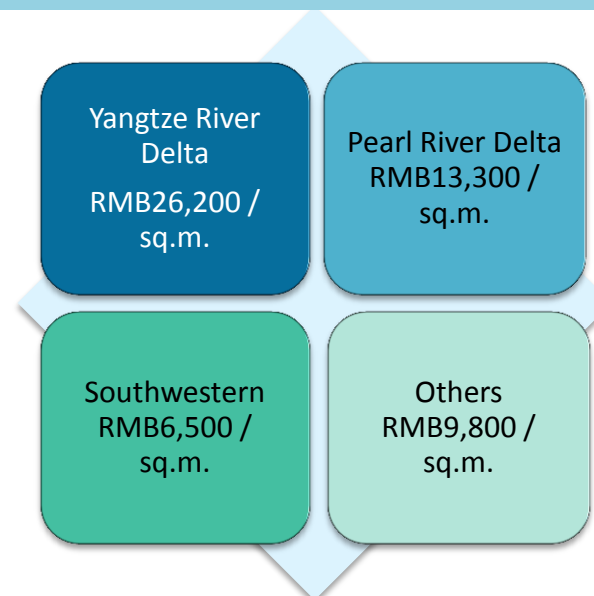 Yangtze River
Delta
RMB26,200 /
sq.m.
Pearl River Delta
RMB13,300 /
sq.m.
Southwestern
RMB6,500 /
sq.m.
Others
RMB9,800 /
sq.m.